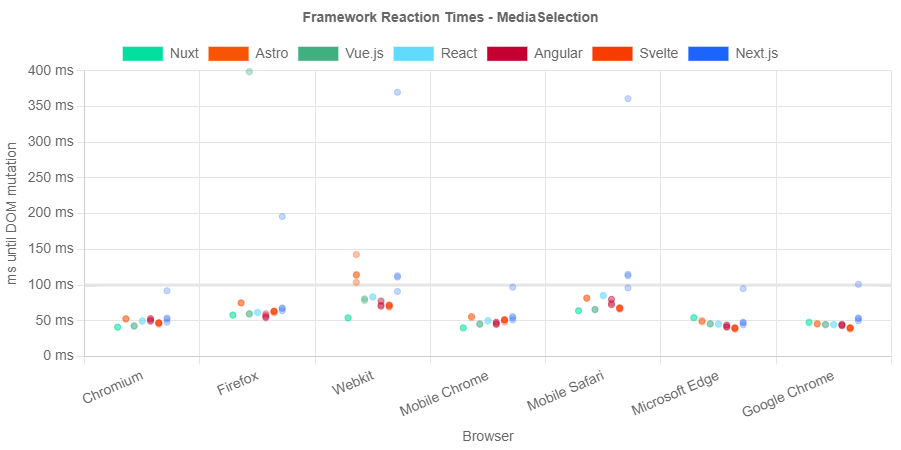 Framework Reaction Times - MediaSelection
Nuxt Astro Vue.js React Angular Svelte Next.js
400 ms
350 ms
300 ms
250 ms
200 ms
150 ms
100 ms
50 ms
0 ms
ms until DOM mutation
Chromium Firefox Webkit Mobile Chrome Mobile Safari Microsoft Edge Google Chrome
Browser